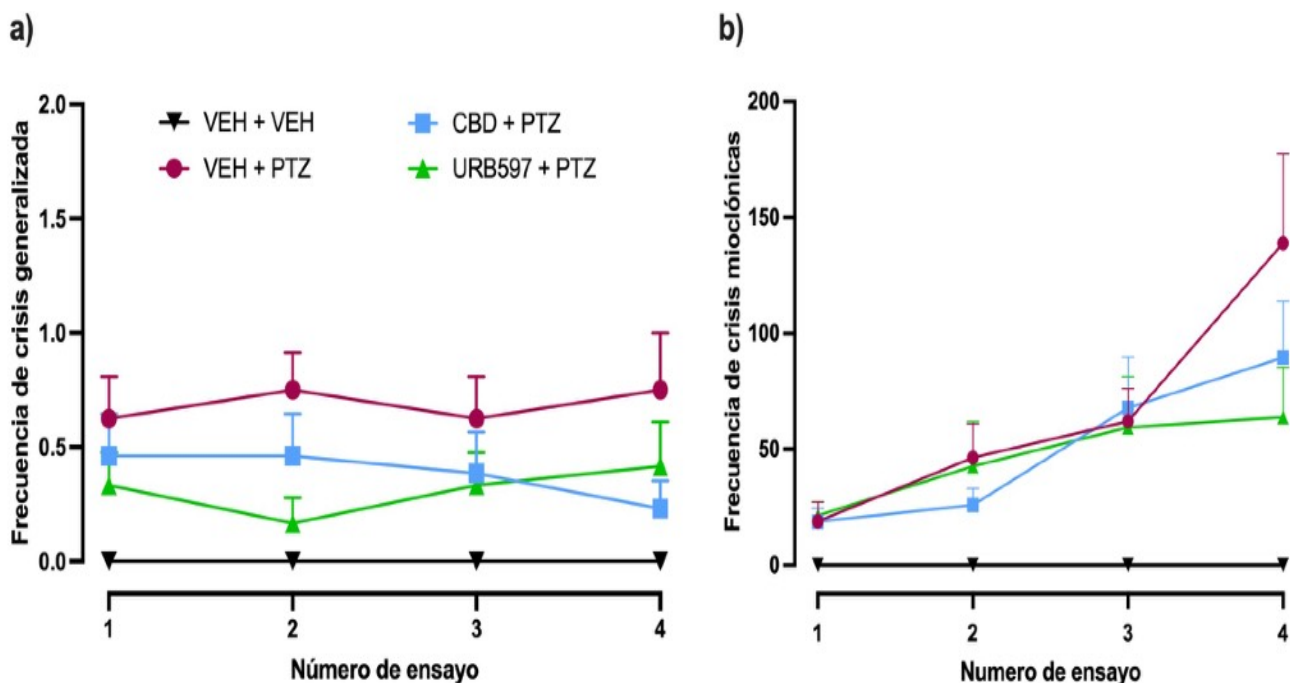 a)
Frecuencia de crisis generalizada
2.0
1.5
1.0
0.5
0.0
VEH + VEH
VEH + PTZ
CBD + PTZ
URB597 + PTZ
1 2 3 4
Número de ensayo
b)
Frecuencia de crisis mioclónicas
200
150
100
50
0
1 2 3 4
Numero de ensayo